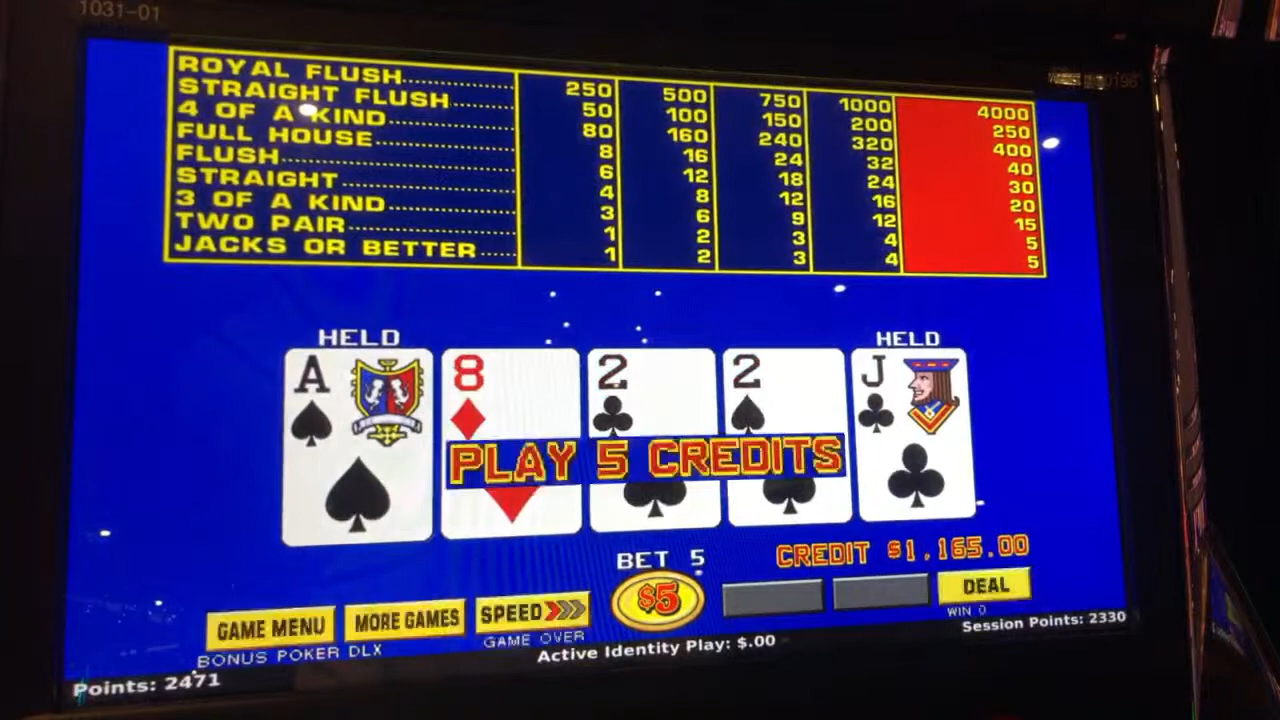 1031-01
ROYAL FLUSH 250 500 750 1000 4000
STRAIGHT FLUSH 50 100 150 200 250
4 OF A KIND 80 160 240 320 400
FULL HOUSE 8 16 24 32 40
FLUSH 6 12 18 24 30
STRAIGHT 4 8 12 16 20
3 OF A KIND 3 6 9 12 15
TWO PAIR 1 2 3 4 5
JACKS OR BETTER 1 2 3 4 5
HELD HELD
A 8 2 2 J
PLAY 5 CREDITS
BET 5 CREDIT $1,165.00
GAME MENU MORE GAMES SPEED $5 DEAL
BONUS POKER DLX GAME OVER WIN 0
Points: 2471 Active Identity Play: $.00 Session Points: 2330